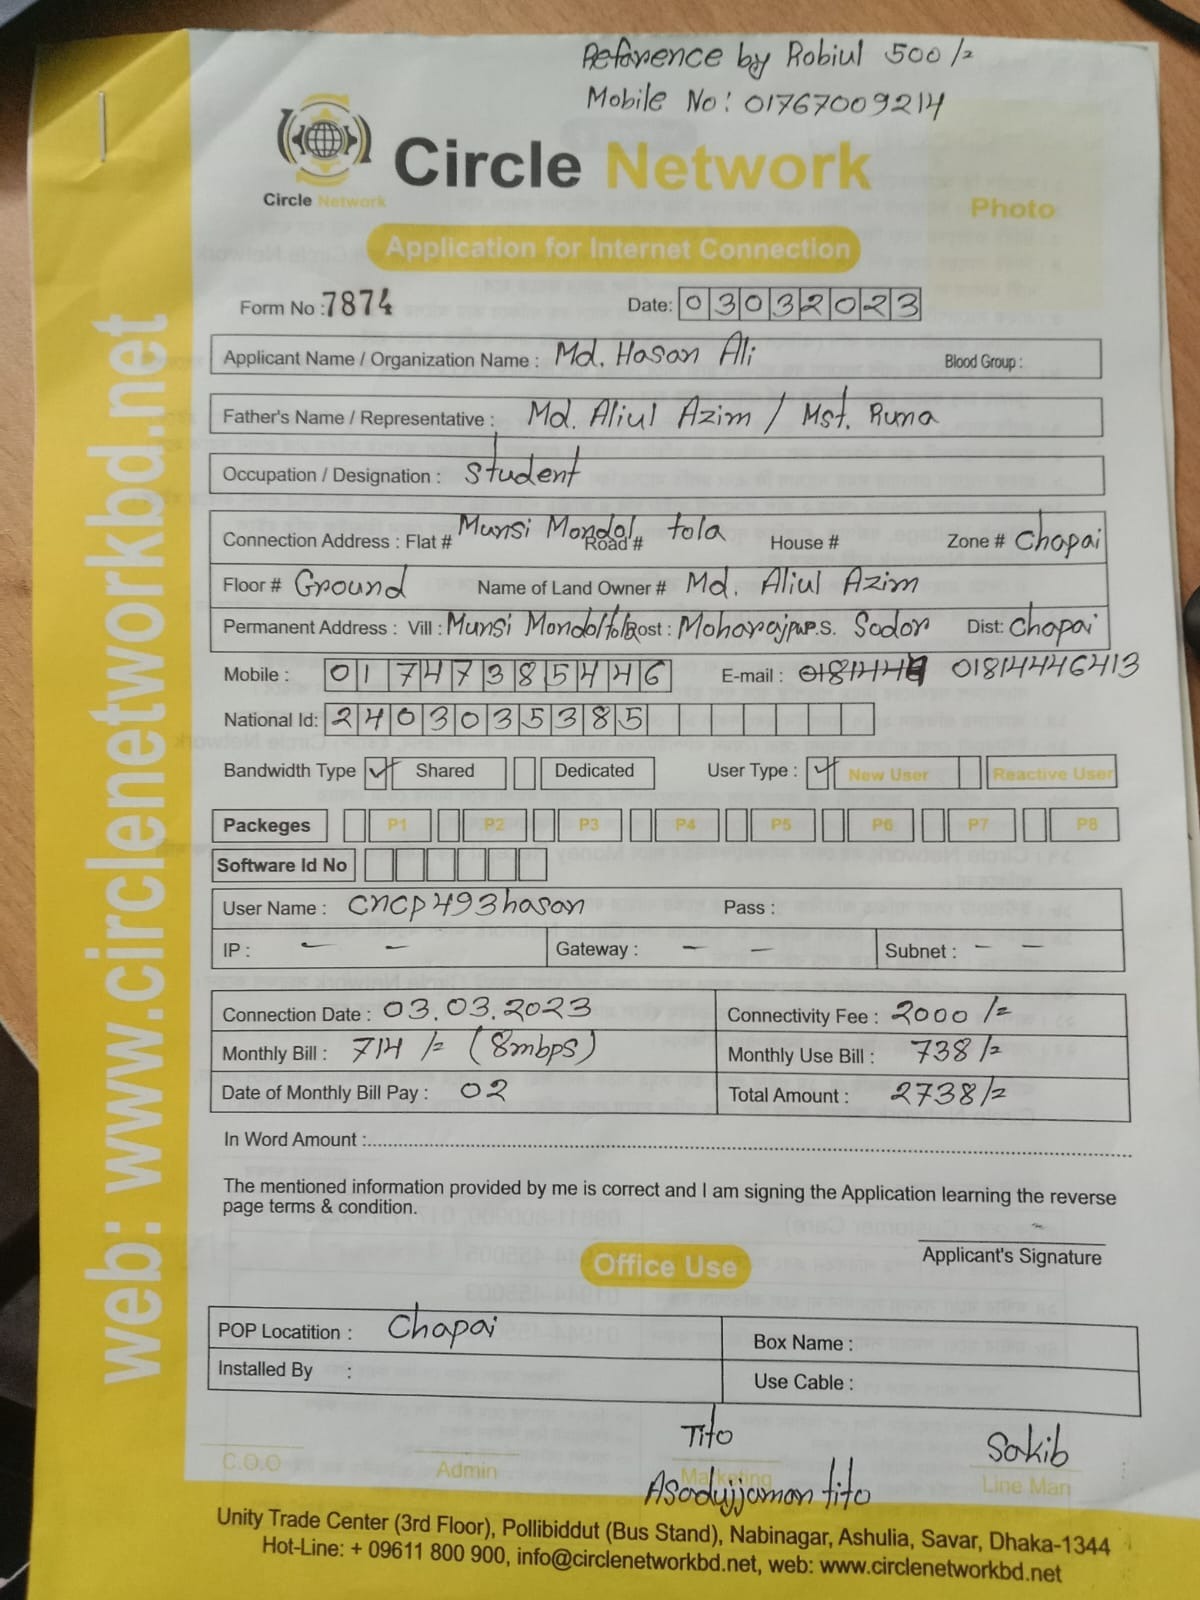 Reference by Robiul 500/=
Mobile No: 01767009214
Circle Network
Circle Network
Photo
Application for Internet Connection
Form No : 7874 Date: 03032023
Applicant Name / Organization Name : Md. Hasan Ali Blood Group :
Father's Name / Representative : Md. Aliul Azim / Mst. Runa
Occupation / Designation : Student
Connection Address : Flat # Munsi Mondol tola Road # House # Zone # Chapai
Floor # Ground Name of Land Owner # Md. Aliul Azim
Permanent Address : Vill : Munsi Mondoltola Post : Moharajpur P.S. Sador Dist: Chapai
Mobile : 01747385446 E-mail : 01814446413
National Id: 2403035385
Bandwidth Type Shared Dedicated User Type : New User Reactive User
Packeges P1 P2 P3 P4 P5 P6 P7 P8
Software Id No
User Name : cncp493hasan Pass :
IP : - - Gateway : - - Subnet : - -
Connection Date : 03.03.2023 Connectivity Fee : 2000/=
Monthly Bill : 714/= (8mbps) Monthly Use Bill : 738/=
Date of Monthly Bill Pay : 02 Total Amount : 2738/=
In Word Amount :
The mentioned information provided by me is correct and I am signing the Application learning the reverse
page terms & condition.
Applicant's Signature
Office Use
POP Locatition : Chapai Box Name :
Installed By : Use Cable :
Tito Sakib
C.O.O Admin Marketing Line Man
Asadujjaman tito
Unity Trade Center (3rd Floor), Pollibiddut (Bus Stand), Nabinagar, Ashulia, Savar, Dhaka-1344
Hot-Line: + 09611 800 900, info@circlenetworkbd.net, web: www.circlenetworkbd.net
web: www.circlenetworkbd.net